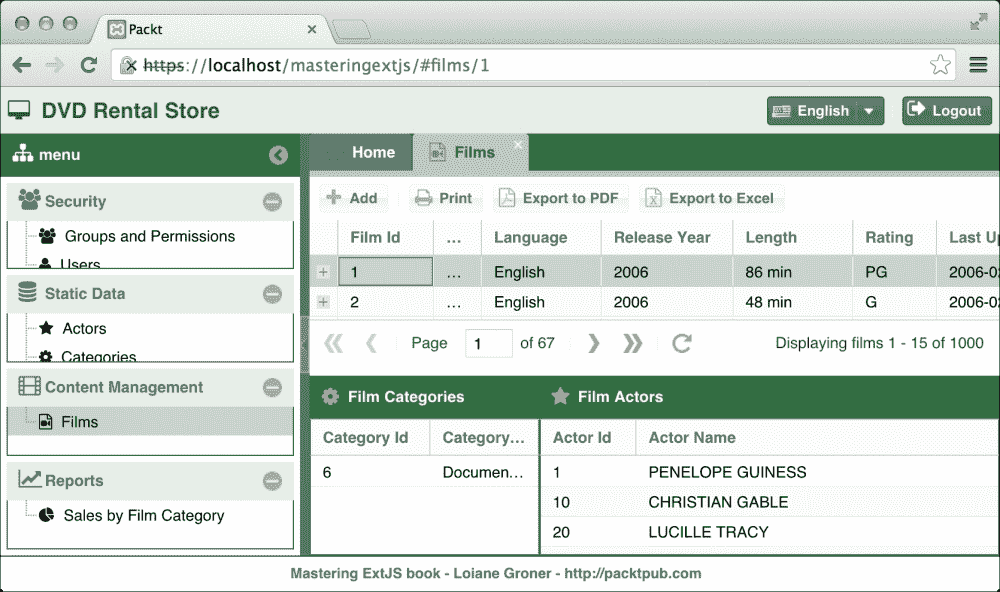 Packt
https://localhost/masteringextjs/#films/1
DVD Rental Store
English
Logout
menu
Home
Films
Security
Groups and Permissions
Users
Static Data
Actors
Categories
Content Management
Films
Reports
Sales by Film Category
Add Print Export to PDF Export to Excel
Film Id ... Language Release Year Length Rating Last Up
1 ... English 2006 86 min PG 2006-02
2 ... English 2006 48 min G 2006-02
Page 1 of 67 Displaying films 1 - 15 of 1000
Film Categories
Category Id Category...
6 Documen...
Film Actors
Actor Id Actor Name
1 PENELOPE GUINESS
10 CHRISTIAN GABLE
20 LUCILLE TRACY
Mastering ExtJS book - Loiane Groner - http://packtpub.com